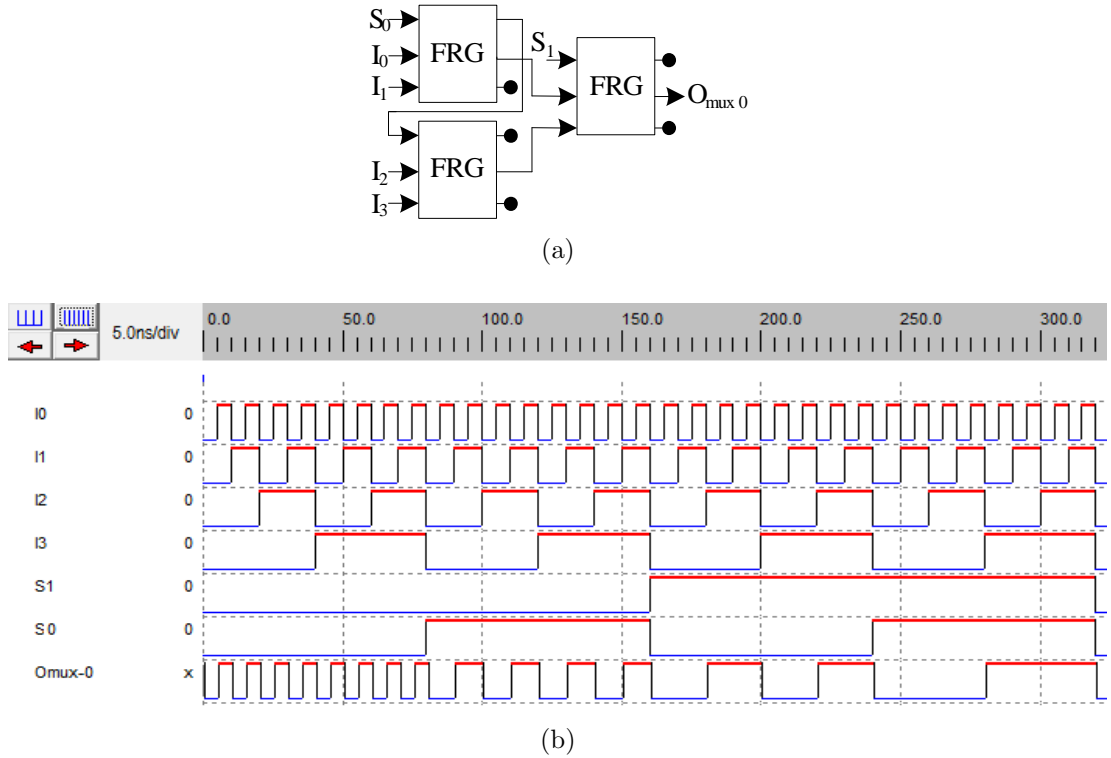 S0
I0
I1
FRG
S1
FRG
Omux 0
I2
I3
FRG
(a)
5.0ns/div 0.0 50.0 100.0 150.0 200.0 250.0 300.0
I0 0
I1 0
I2 0
I3 0
S1 0
S0 0
Omux-0 x
(b)